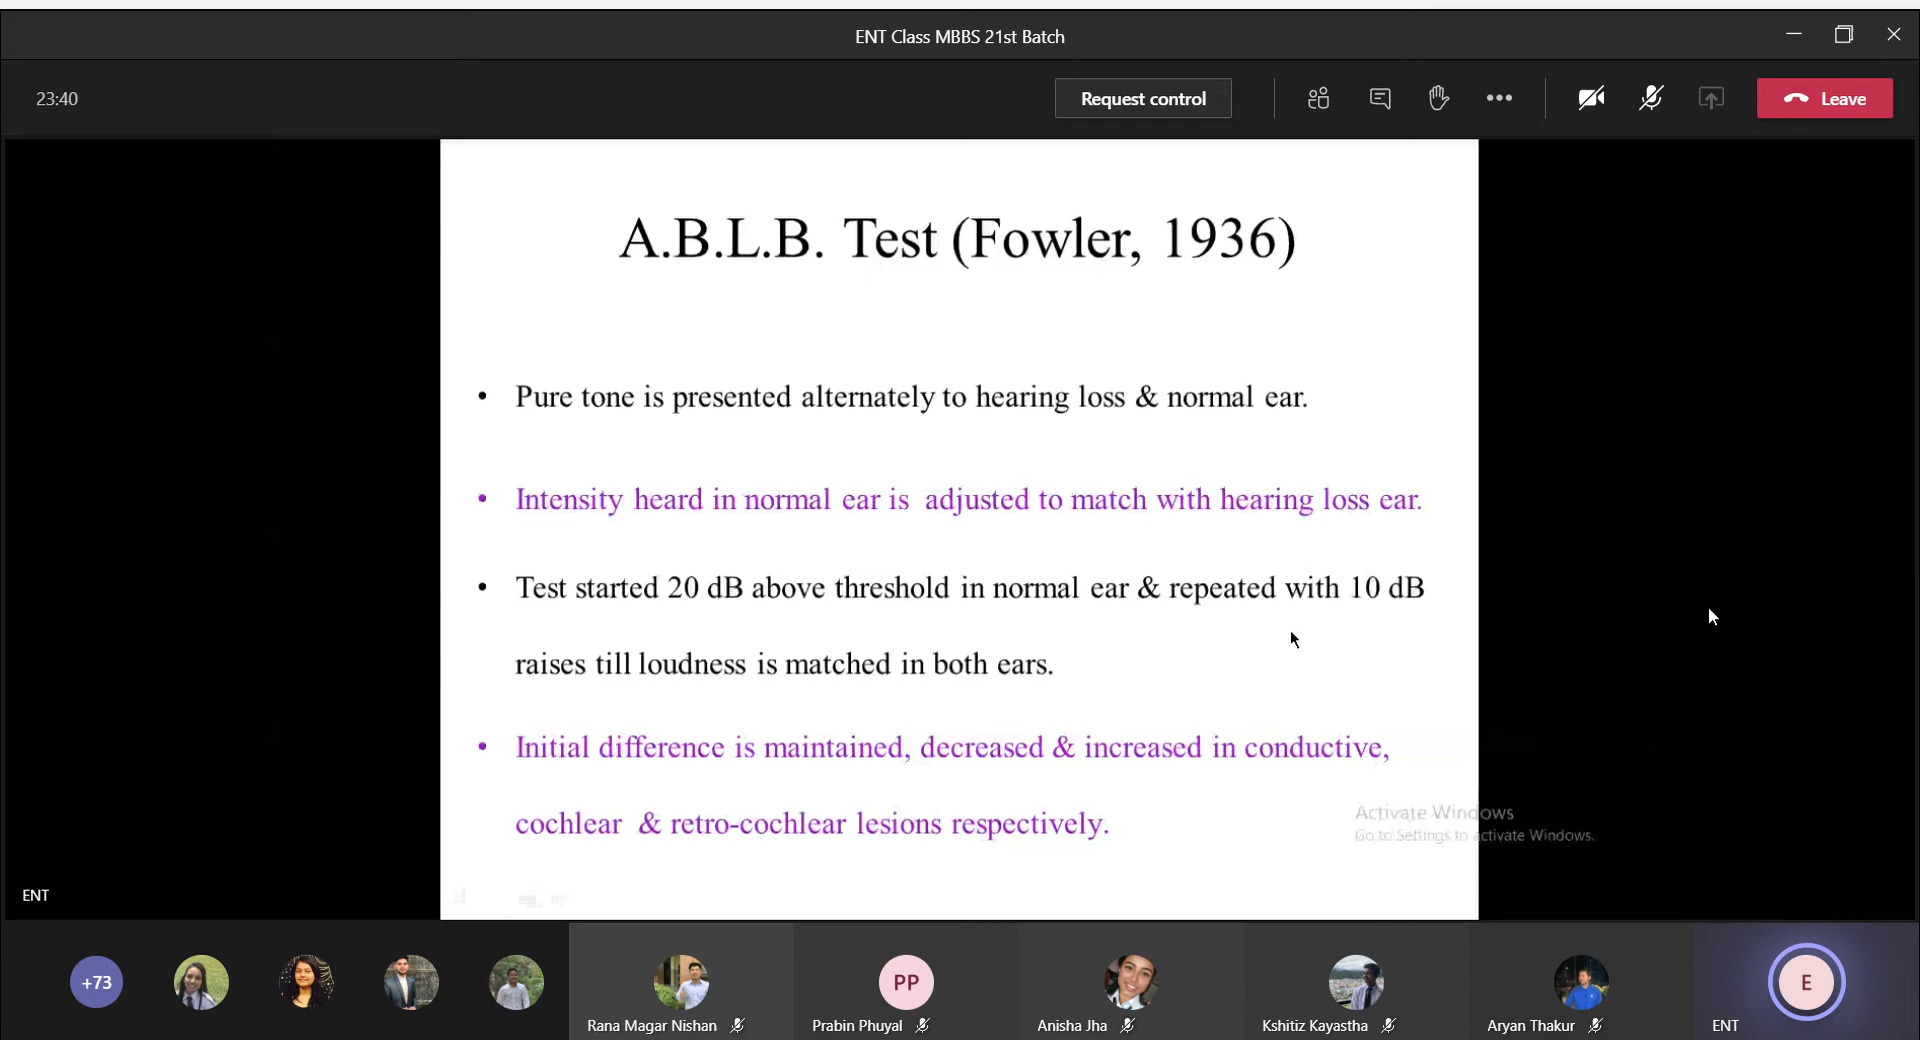 ENT Class MBBS 21st Batch
23:40
Request control
Leave
A.B.L.B. Test (Fowler, 1936)
• Pure tone is presented alternately to hearing loss & normal ear.
• Intensity heard in normal ear is adjusted to match with hearing loss ear.
• Test started 20 dB above threshold in normal ear & repeated with 10 dB
raises till loudness is matched in both ears.
• Initial difference is maintained, decreased & increased in conductive,
cochlear & retro-cochlear lesions respectively.
Activate Windows
Go to Settings to activate Windows.
ENT
+73
PP
E
Rana Magar Nishan
Prabin Phuyal
Anisha Jha
Kshitiz Kayastha
Aryan Thakur
ENT